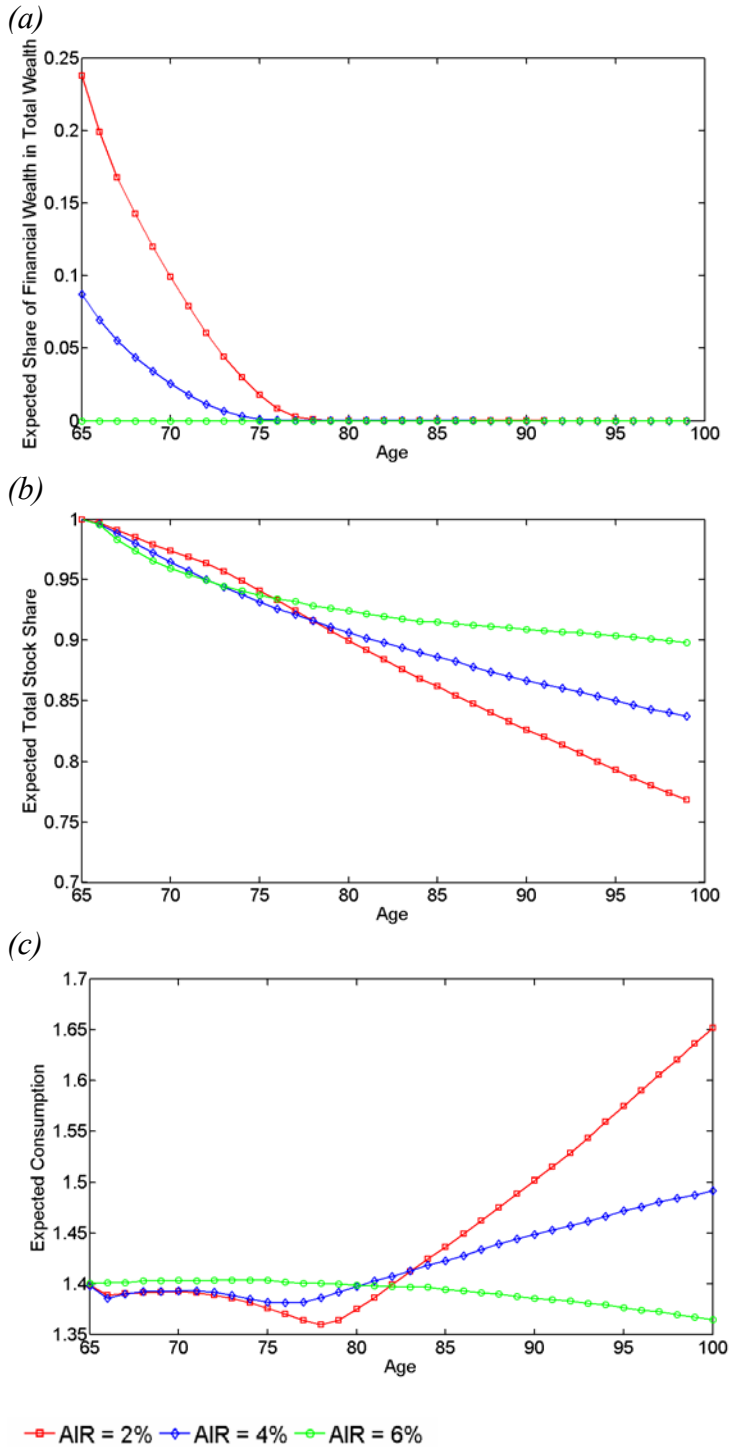 (a)
Expected Share of Financial Wealth in Total Wealth
0.25
0.2
0.15
0.1
0.05
0
65 70 75 80 85 90 95 100
Age
(b)
Expected Total Stock Share
1
0.95
0.9
0.85
0.8
0.75
0.7
65 70 75 80 85 90 95 100
Age
(c)
Expected Consumption
1.7
1.65
1.6
1.55
1.5
1.45
1.4
1.35
65 70 75 80 85 90 95 100
Age
AIR = 2% AIR = 4% AIR = 6%